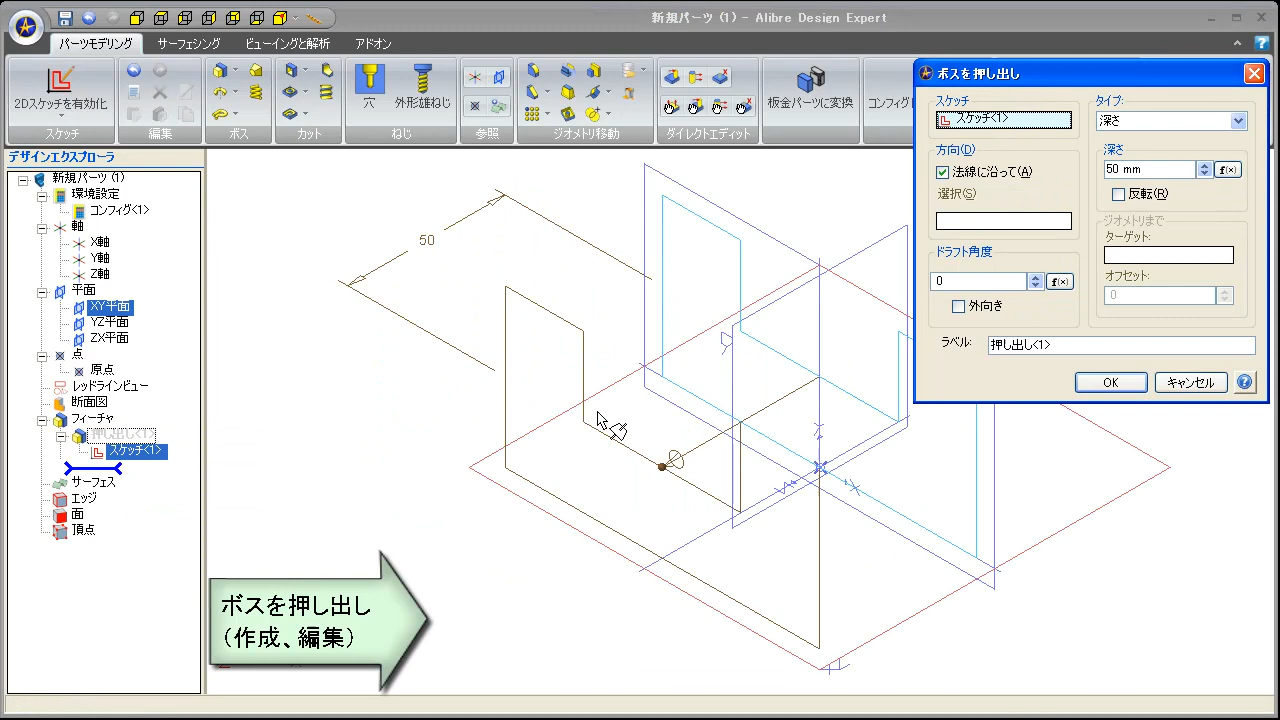 新規パーツ (1) - Alibre Design Expert
パーツモデリング サーフェシング ビューイングと解析 アドオン
2Dスケッチを有効化 穴 外形雄ねじ 板金パーツに変換 コンフィグ
スケッチ 編集 ボス カット ねじ 参照 ジオメトリ移動 ダイレクトエディット
デザインエクスプローラ
新規パーツ (1)
環境設定
コンフィグ<1>
軸
X軸
Y軸
Z軸
平面
XY平面
YZ平面
ZX平面
点
原点
レッドラインビュー
断面図
フィーチャ
押し出し<1>
スケッチ<1>
サーフェス
エッジ
面
頂点
50
ボスを押し出し
(作成、編集)
ボスを押し出し
スケッチ
スケッチ<1>
方向(D)
法線に沿って(A)
選択(S)
ドラフト角度
0
f(x)
外向き
タイプ:
深さ
深さ
50 mm
f(x)
反転(R)
ジオメトリまで
ターゲット:
オフセット:
0
ラベル: 押し出し<1>
OK キャンセル